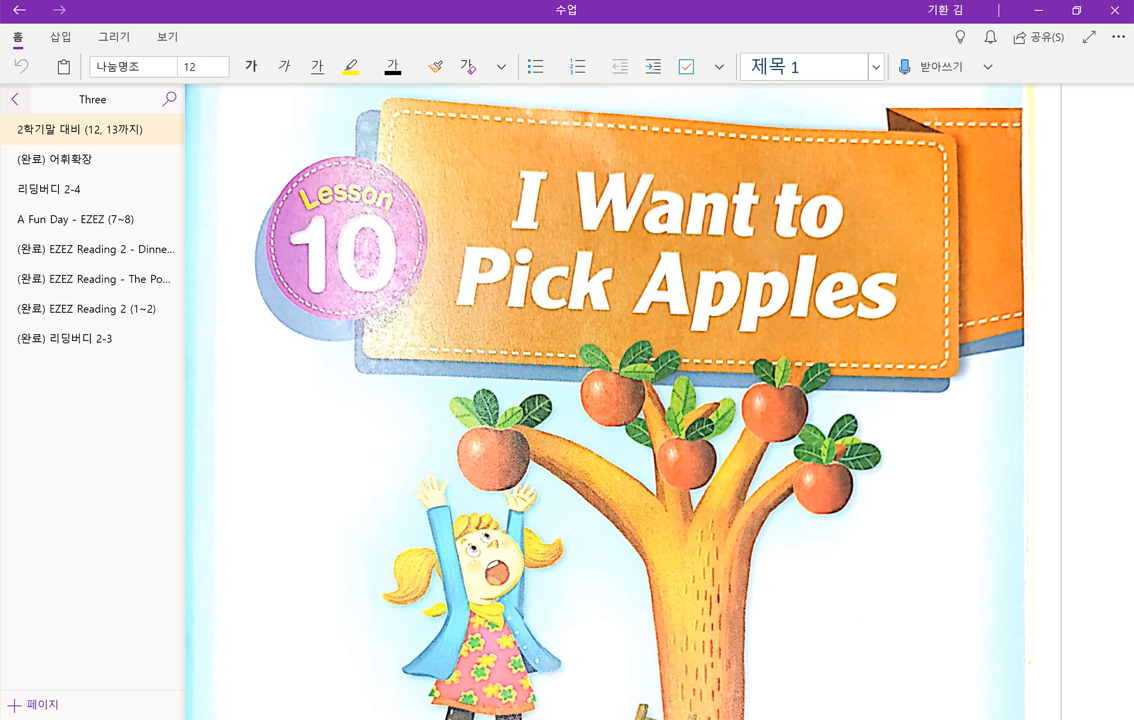 수업
기환 김
홈 삽입 그리기 보기
공유(S)
나눔명조 12 가 가 가 가 가 제목 1 받아쓰기
Three
2학기말 대비 (12, 13까지)
(완료) 어휘확장
리딩버디 2-4
A Fun Day - EZEZ (7~8)
(완료) EZEZ Reading 2 - Dinne...
(완료) EZEZ Reading - The Po...
(완료) EZEZ Reading 2 (1~2)
(완료) 리딩버디 2-3
페이지
Lesson
10
I Want to
Pick Apples